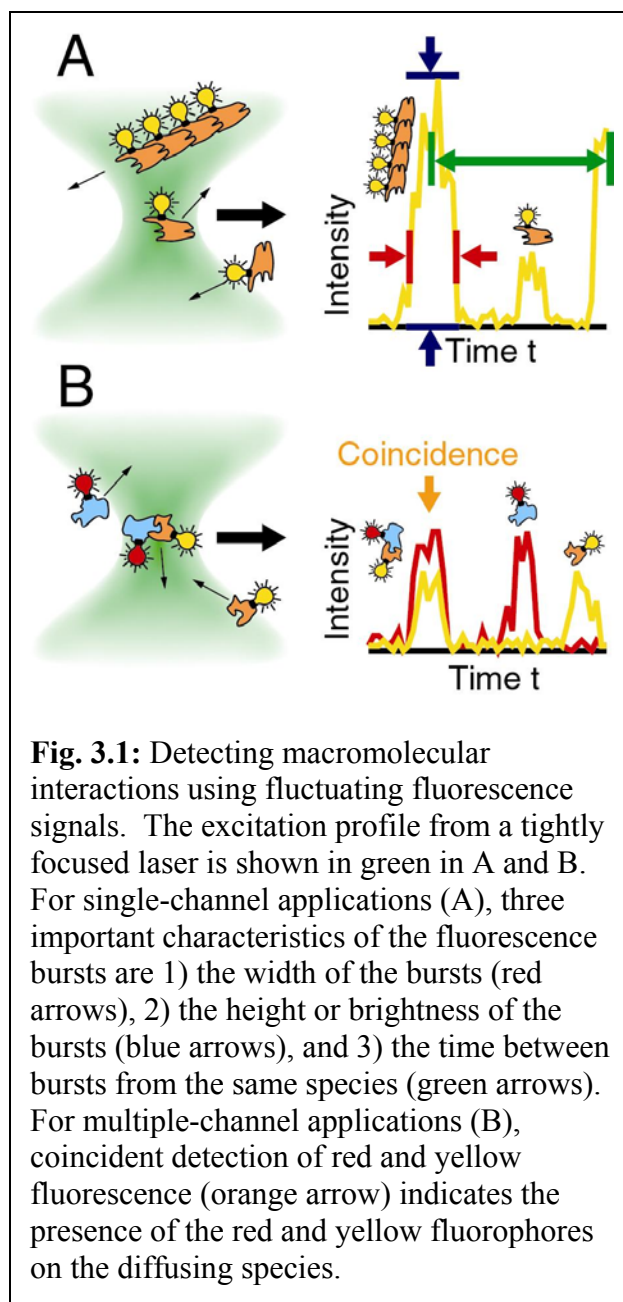 A
Intensity
Time t
B
Coincidence
Intensity
Time t
Fig. 3.1: Detecting macromolecular
interactions using fluctuating fluorescence
signals.  The excitation profile from a tightly
focused laser is shown in green in A and B.
For single-channel applications (A), three
important characteristics of the fluorescence
bursts are 1) the width of the bursts (red
arrows), 2) the height or brightness of the
bursts (blue arrows), and 3) the time between
bursts from the same species (green arrows).
For multiple-channel applications (B),
coincident detection of red and yellow
fluorescence (orange arrow) indicates the
presence of the red and yellow fluorophores
on the diffusing species.